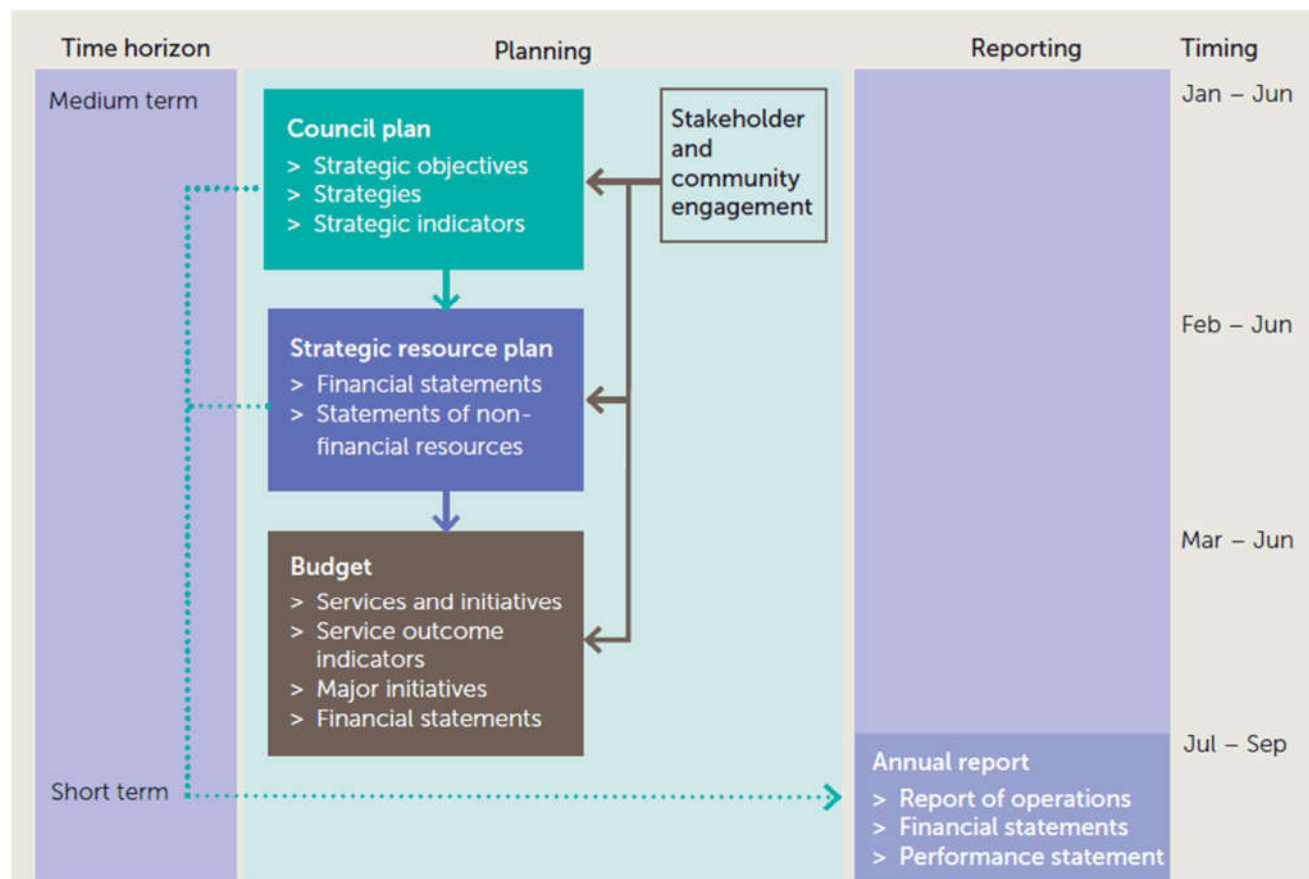 Time horizon
Planning
Reporting
Timing
Medium term
Council plan
> Strategic objectives
> Strategies
> Strategic indicators
Stakeholder
and
community
engagement
Jan – Jun
Strategic resource plan
> Financial statements
> Statements of non-
financial resources
Feb – Jun
Budget
> Services and initiatives
> Service outcome
indicators
> Major initiatives
> Financial statements
Mar – Jun
Short term
Annual report
> Report of operations
> Financial statements
> Performance statement
Jul – Sep